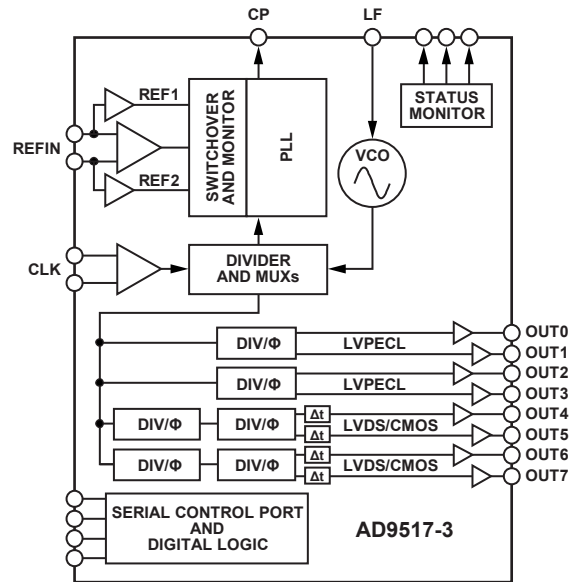 CP
LF
REF1
STATUS
MONITOR
REFIN
SWITCHOVER
AND MONITOR
PLL
VCO
REF2
CLK
DIVIDER
AND MUXs
DIV/Φ
LVPECL
OUT0
OUT1
DIV/Φ
LVPECL
OUT2
OUT3
DIV/Φ
DIV/Φ
Δt
Δt
LVDS/CMOS
OUT4
OUT5
DIV/Φ
DIV/Φ
Δt
Δt
LVDS/CMOS
OUT6
OUT7
SERIAL CONTROL PORT
AND
DIGITAL LOGIC
AD9517-3